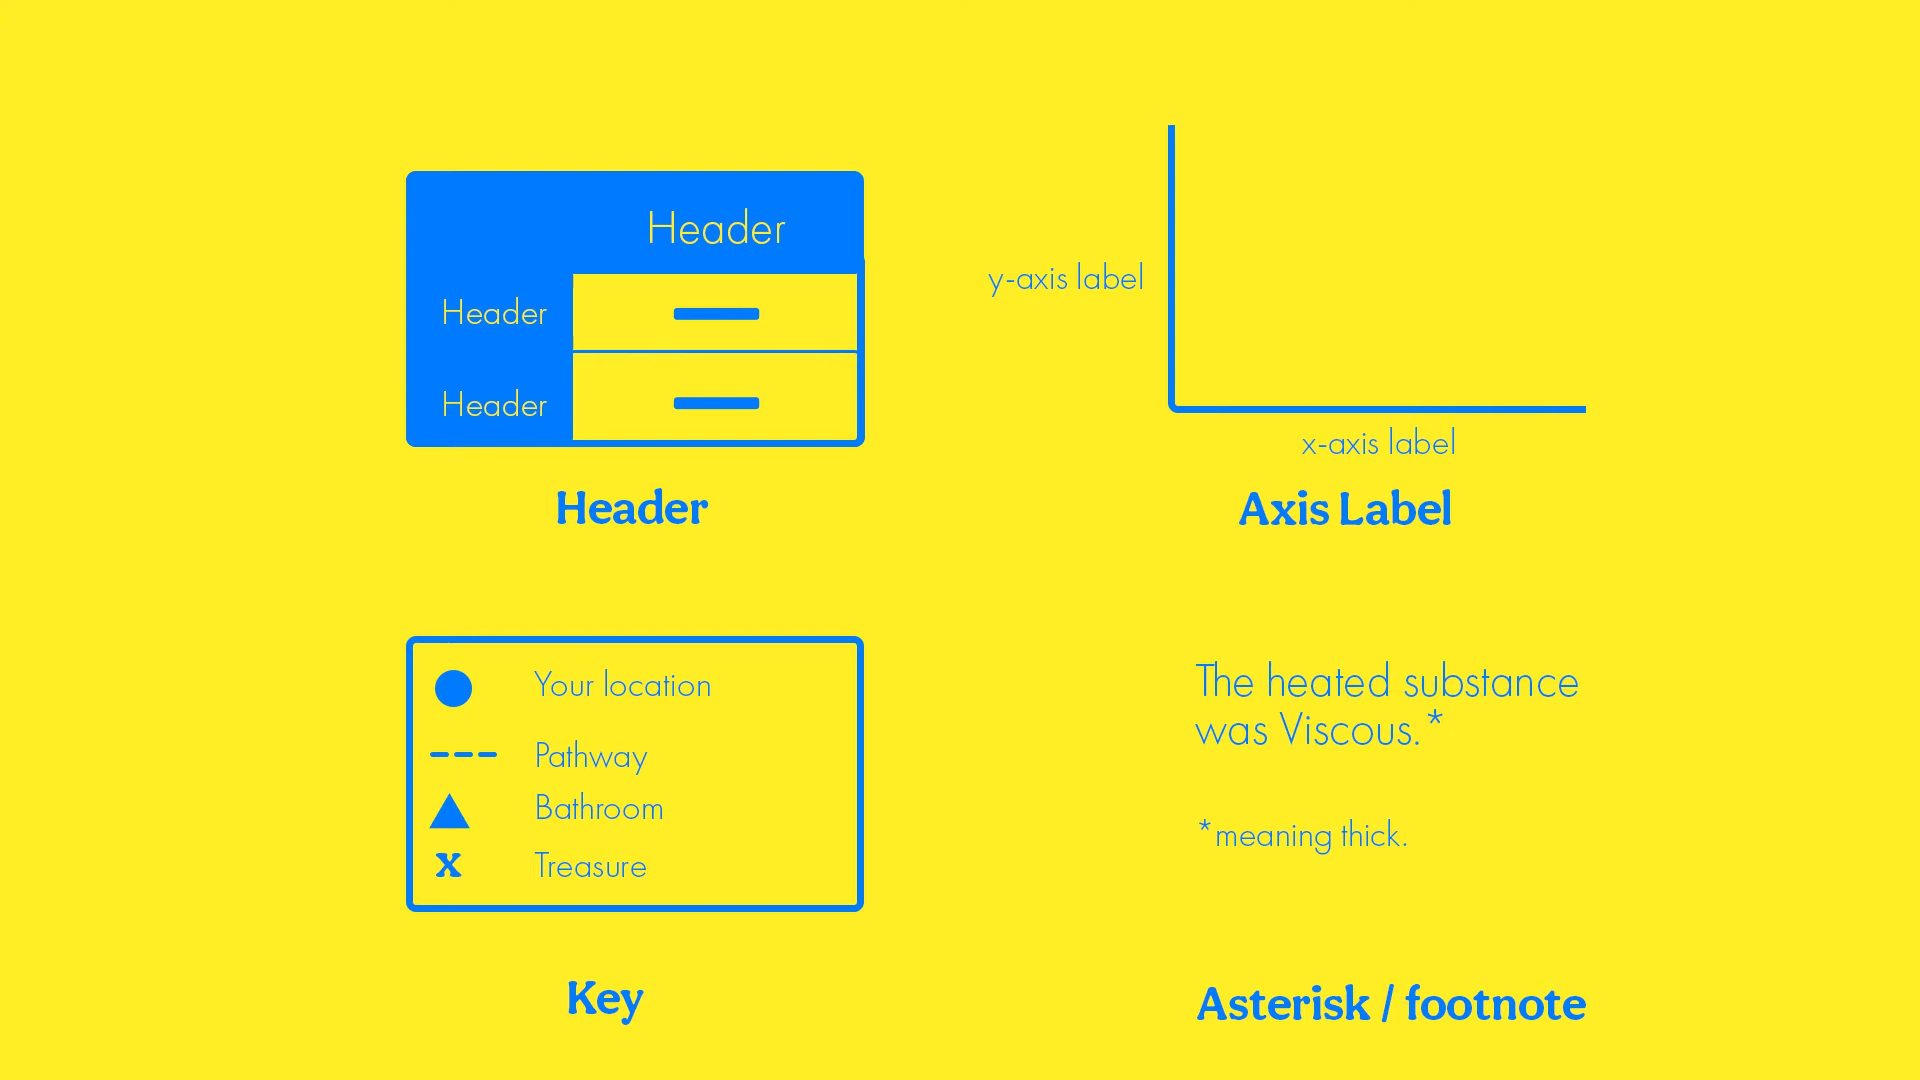 Header
Header
Header
Header
y-axis label
x-axis label
Axis Label
Your location
Pathway
Bathroom
x Treasure
Key
The heated substance
was Viscous.*
*meaning thick.
Asterisk / footnote